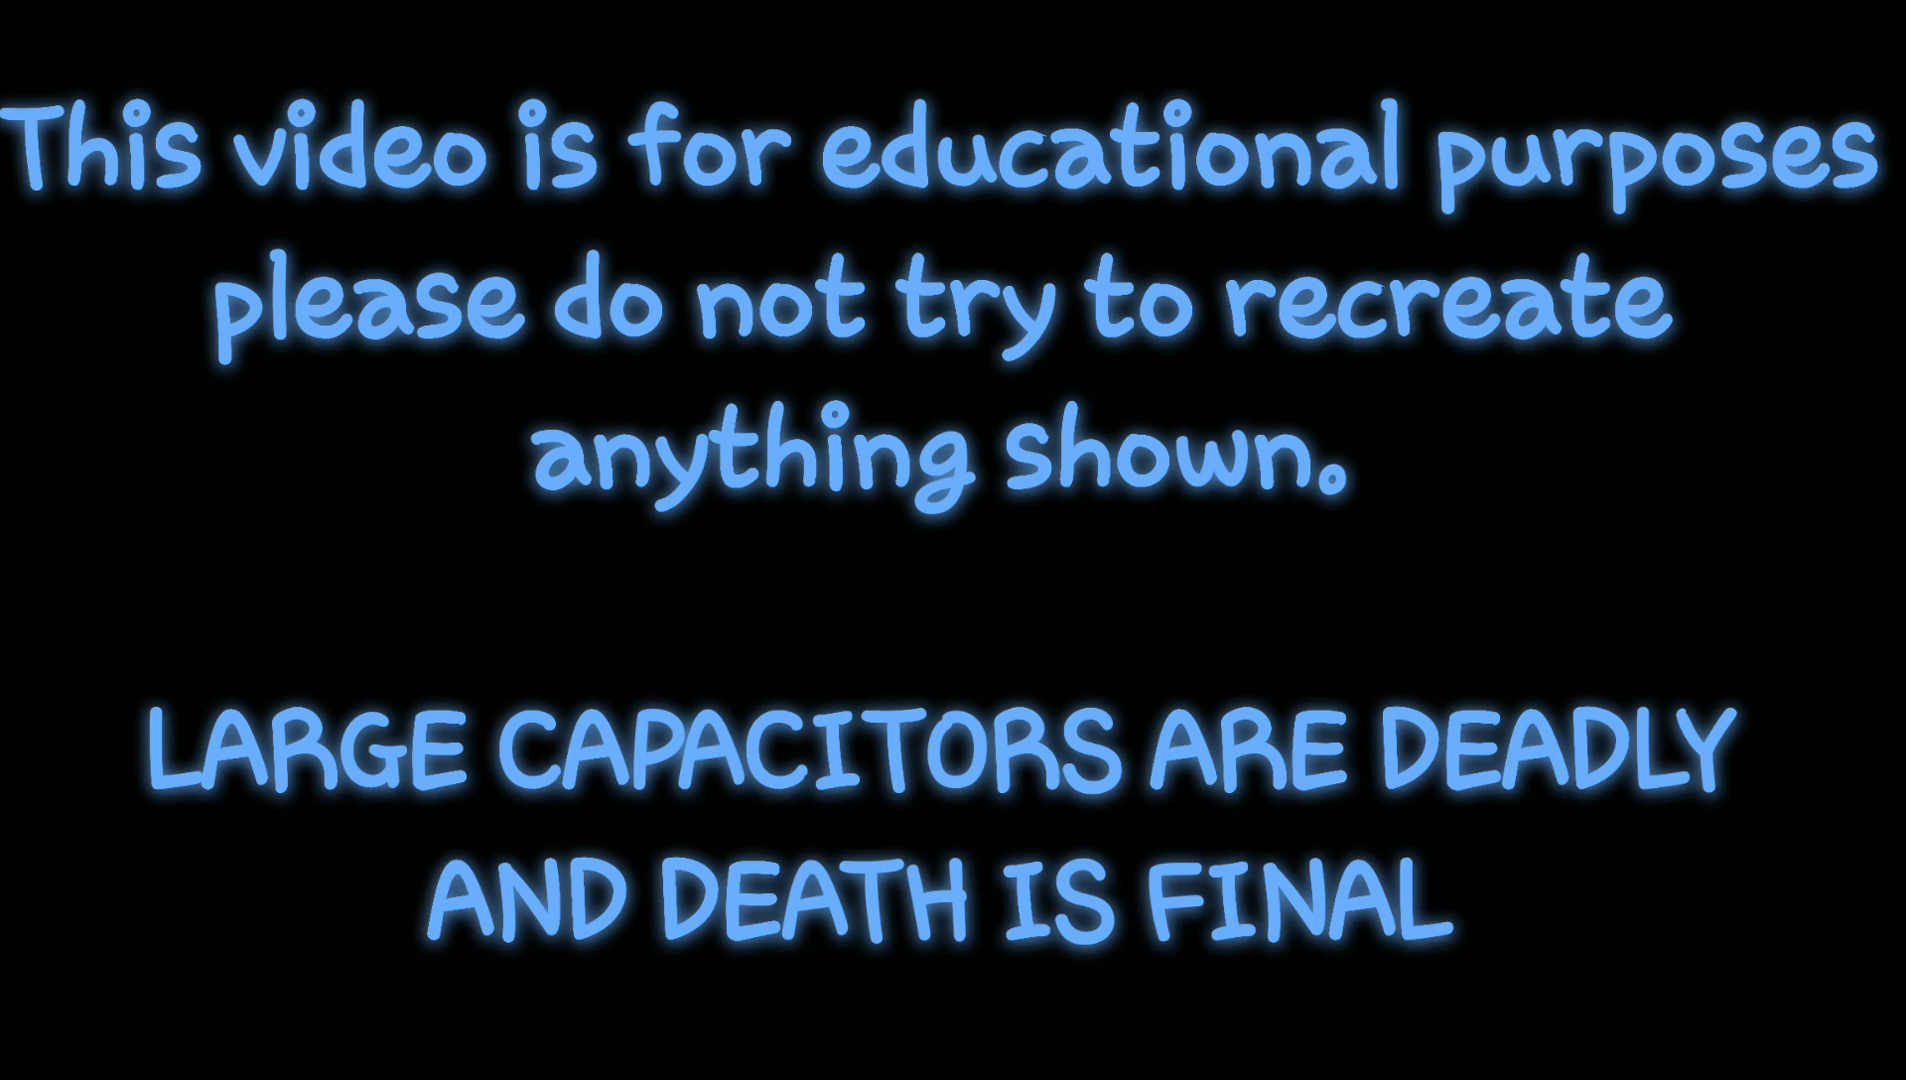 This video is for educational purposes
please do not try to recreate
anything shown.
LARGE CAPACITORS ARE DEADLY
AND DEATH IS FINAL